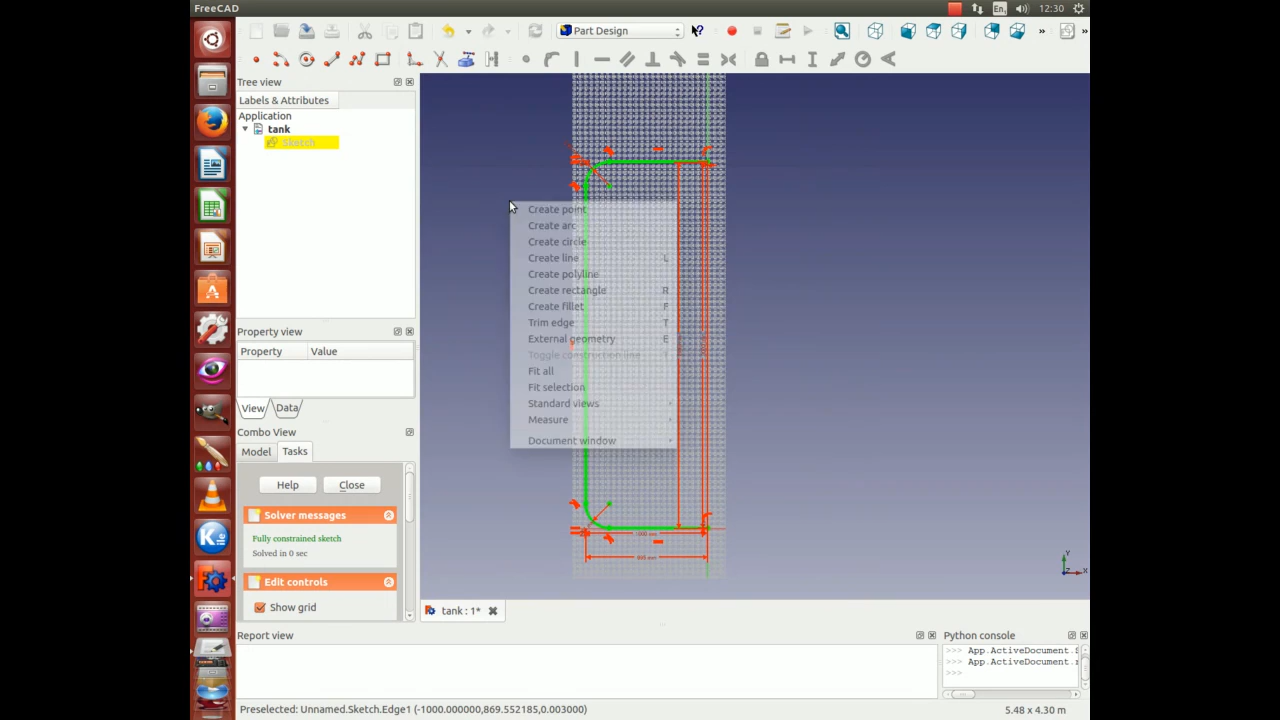 FreeCAD
En
12:30
Part Design
Tree view
Labels & Attributes
Application
tank
Sketch
Create point
Create arc
Create circle
Create line L
Create polyline
Create rectangle R
Create fillet F
Trim edge T
External geometry E
Toggle construction line T
Fit all
Fit selection
Standard views
Measure
Document window
Property view
Property Value
View Data
Combo View
Model Tasks
Help Close
Solver messages
Fully constrained sketch
Solved in 0 sec
Edit controls
Show grid
Y
Z X
tank : 1*
Report view
Python console
>>> App.ActiveDocument.
>>> App.ActiveDocument.
>>>
Preselected: Unnamed.Sketch.Edge1 (-1000.000000,869.552185,0.003000)
5.48 x 4.30 m